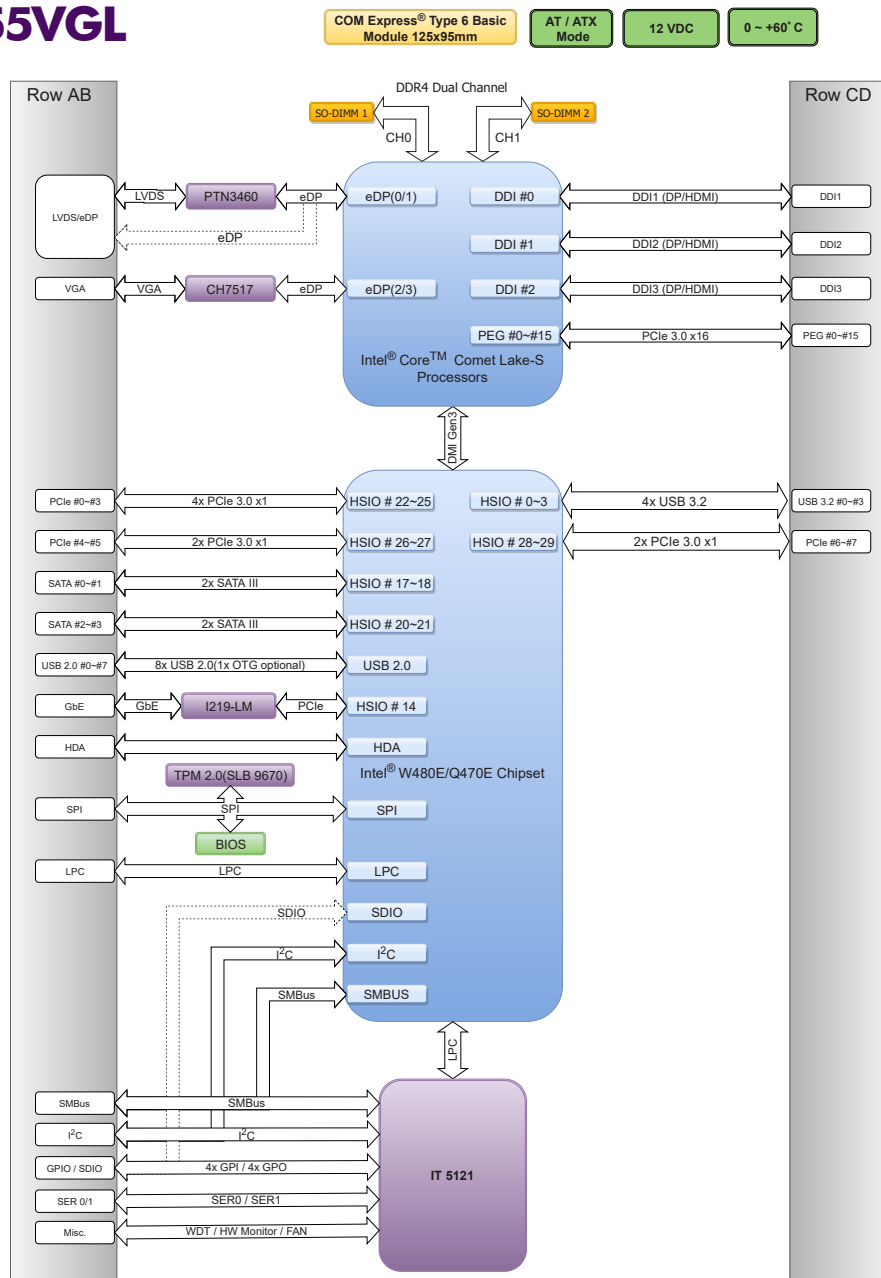 55VGL
COM Express® Type 6 Basic
Module 125x95mm
AT / ATX
Mode
12 VDC
0 ~ +60° C
Row AB
DDR4 Dual Channel
Row CD
SO-DIMM 1
SO-DIMM 2
CH0
CH1
LVDS/eDP
LVDS
PTN3460
eDP
eDP(0/1)
DDI #0
DDI1 (DP/HDMI)
DDI1
eDP
DDI #1
DDI2 (DP/HDMI)
DDI2
VGA
VGA
CH7517
eDP
eDP(2/3)
DDI #2
DDI3 (DP/HDMI)
DDI3
PEG #0~#15
PCIe 3.0 x16
PEG #0~#15
Intel® Core™ Comet Lake-S
Processors
DMI Gen3
PCIe #0~#3
4x PCIe 3.0 x1
HSIO # 22~25
HSIO # 0~3
4x USB 3.2
USB 3.2 #0~#3
PCIe #4~#5
2x PCIe 3.0 x1
HSIO # 26~27
HSIO # 28~29
2x PCIe 3.0 x1
PCIe #6~#7
SATA #0~#1
2x SATA III
HSIO # 17~18
SATA #2~#3
2x SATA III
HSIO # 20~21
USB 2.0 #0~#7
8x USB 2.0(1x OTG optional)
USB 2.0
GbE
GbE
I219-LM
PCIe
HSIO # 14
HDA
HDA
TPM 2.0(SLB 9670)
Intel® W480E/Q470E Chipset
SPI
SPI
SPI
BIOS
LPC
LPC
LPC
SDIO
SDIO
I²C
I²C
SMBus
SMBUS
LPC
SMBus
SMBus
I²C
I²C
GPIO / SDIO
4x GPI / 4x GPO
IT 5121
SER 0/1
SER0 / SER1
Misc.
WDT / HW Monitor / FAN